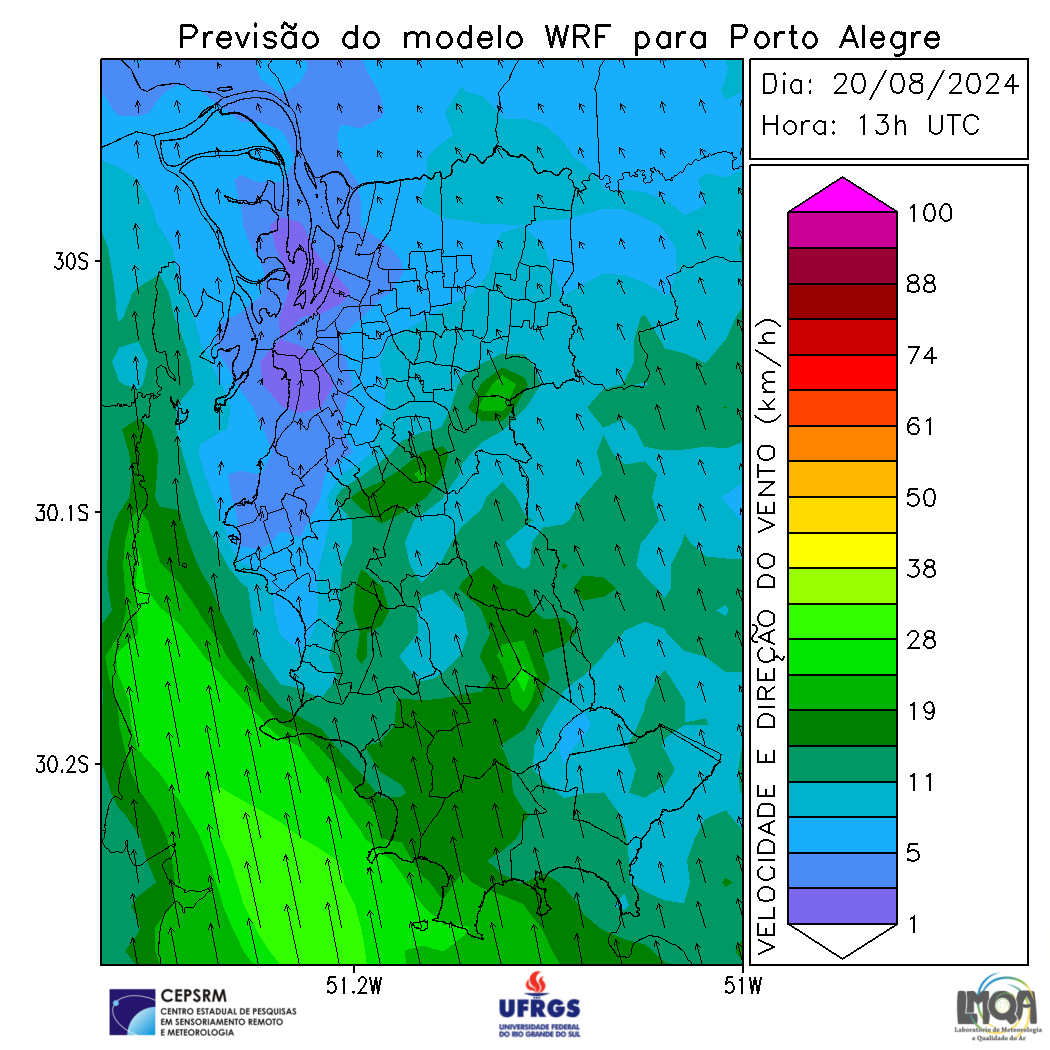 Previsão do modelo WRF para Porto Alegre
Dia: 20/08/2024
Hora: 13h UTC
30S
30.1S
30.2S
51.2W
51W
VELOCIDADE E DIREÇÃO DO VENTO (km/h)
100
88
74
61
50
38
28
19
11
5
1
CEPSRM
CENTRO ESTADUAL DE PESQUISAS
EM SENSORIAMENTO REMOTO
E METEOROLOGIA
UFRGS
UNIVERSIDADE FEDERAL
DO RIO GRANDE DO SUL
LMQA
Laboratório de Meteorologia
e Qualidade do Ar